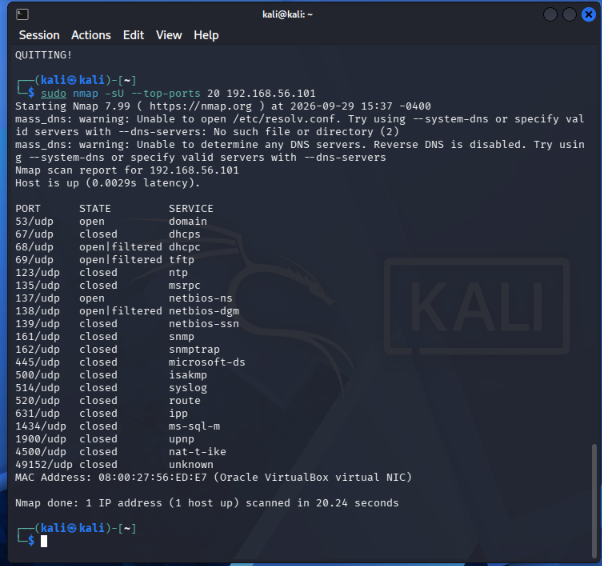 kali@kali: ~
Session Actions Edit View Help
QUITTING!
┌──(kali㉿kali)-[~]
└─$ sudo nmap -sU --top-ports 20 192.168.56.101
Starting Nmap 7.99 ( https://nmap.org ) at 2026-09-29 15:37 -0400
mass_dns: warning: Unable to open /etc/resolv.conf. Try using --system-dns or specify val
id servers with --dns-servers: No such file or directory (2)
mass_dns: warning: Unable to determine any DNS servers. Reverse DNS is disabled. Try usin
g --system-dns or specify valid servers with --dns-servers
Nmap scan report for 192.168.56.101
Host is up (0.0029s latency).
PORT      STATE         SERVICE
53/udp    open          domain
67/udp    closed        dhcps
68/udp    open|filtered dhcpc
69/udp    open|filtered tftp
123/udp   closed        ntp
135/udp   closed        msrpc
137/udp   open          netbios-ns
138/udp   open|filtered netbios-dgm
139/udp   closed        netbios-ssn
161/udp   closed        snmp
162/udp   closed        snmptrap
445/udp   closed        microsoft-ds
500/udp   closed        isakmp
514/udp   closed        syslog
520/udp   closed        route
631/udp   closed        ipp
1434/udp  closed        ms-sql-m
1900/udp  closed        upnp
4500/udp  closed        nat-t-ike
49152/udp closed        unknown
MAC Address: 08:00:27:56:ED:E7 (Oracle VirtualBox virtual NIC)
Nmap done: 1 IP address (1 host up) scanned in 20.24 seconds
┌──(kali㉿kali)-[~]
└─$
KALI